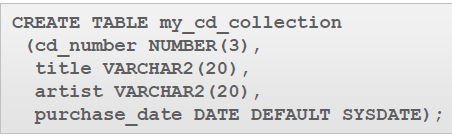 CREATE TABLE my_cd_collection
(cd_number NUMBER(3),
title VARCHAR2(20),
artist VARCHAR2(20),
purchase_date DATE DEFAULT SYSDATE);